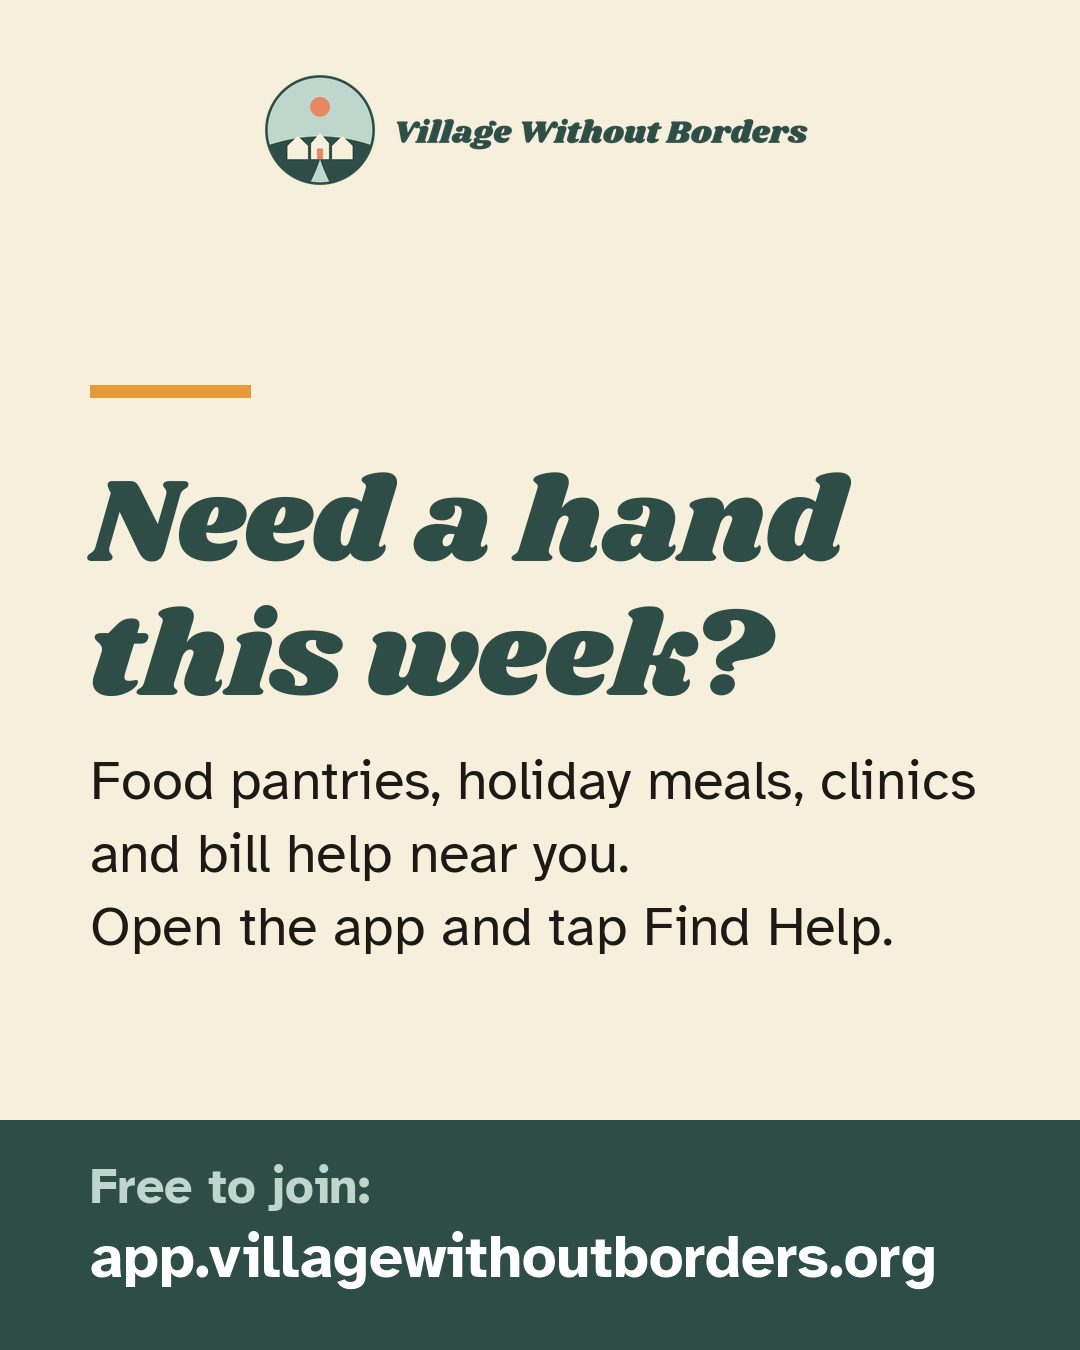 Village Without Borders
Need a hand
this week?
Food pantries, holiday meals, clinics
and bill help near you.
Open the app and tap Find Help.
Free to join:
app.villagewithoutborders.org